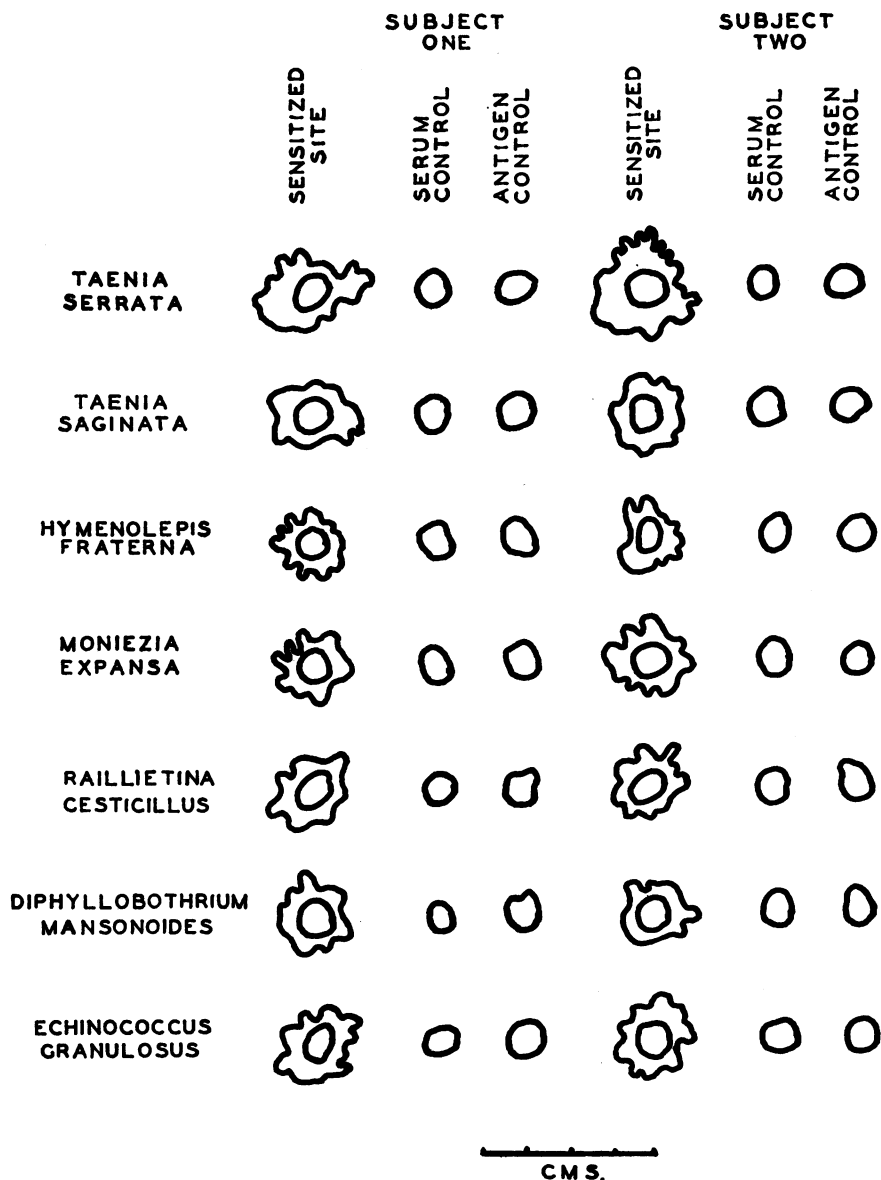 SUBJECT
ONE
SUBJECT
TWO
SENSITIZED
SITE
SERUM
CONTROL
ANTIGEN
CONTROL
SENSITIZED
SITE
SERUM
CONTROL
ANTIGEN
CONTROL
TAENIA
SERRATA
TAENIA
SAGINATA
HYMENOLEPIS
FRATERNA
MONIEZIA
EXPANSA
RAILLIETINA
CESTICILLUS
DIPHYLLOBOTHRIUM
MANSONOIDES
ECHINOCOCCUS
GRANULOSUS
CMS.